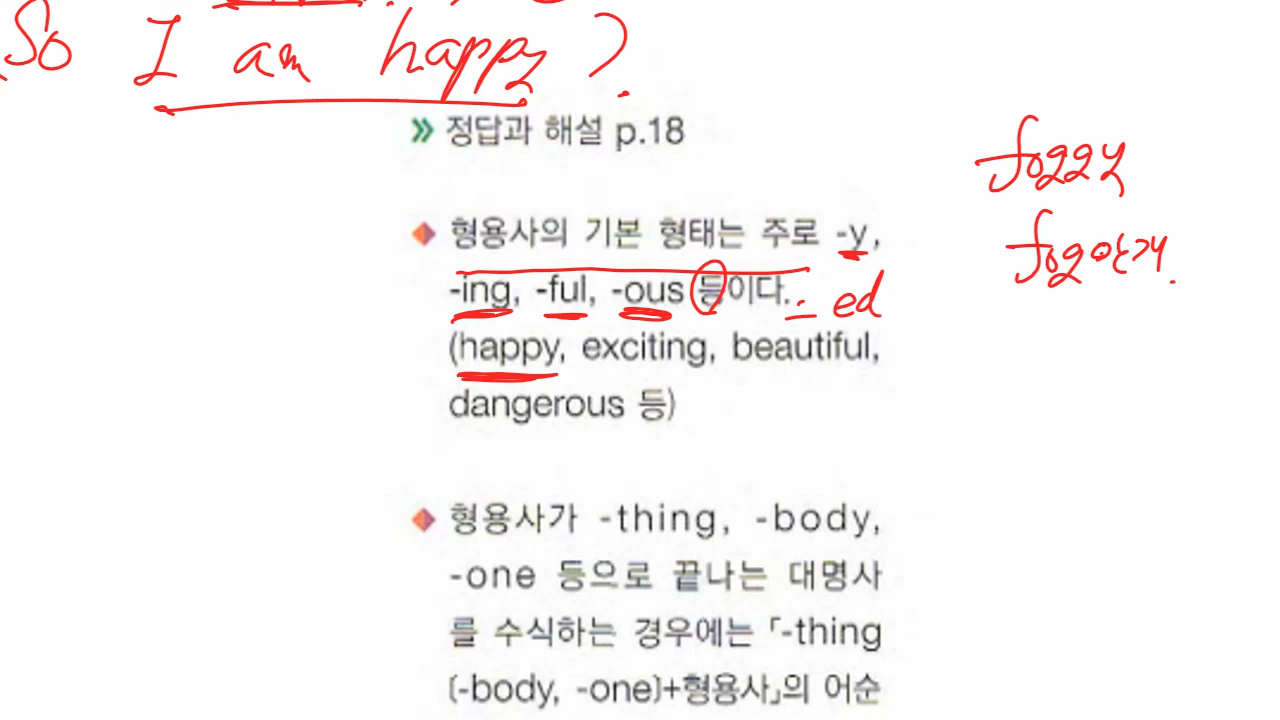 So I am happy?
정답과 해설 p.18
foggy
형용사의 기본 형태는 주로 -y,
fog 안개.
-ing, -ful, -ous 등이다. - ed
(happy, exciting, beautiful,
dangerous 등)
형용사가 -thing, -body,
-one 등으로 끝나는 대명사
를 수식하는 경우에는 「-thing
(-body, -one)+형용사」의 어순